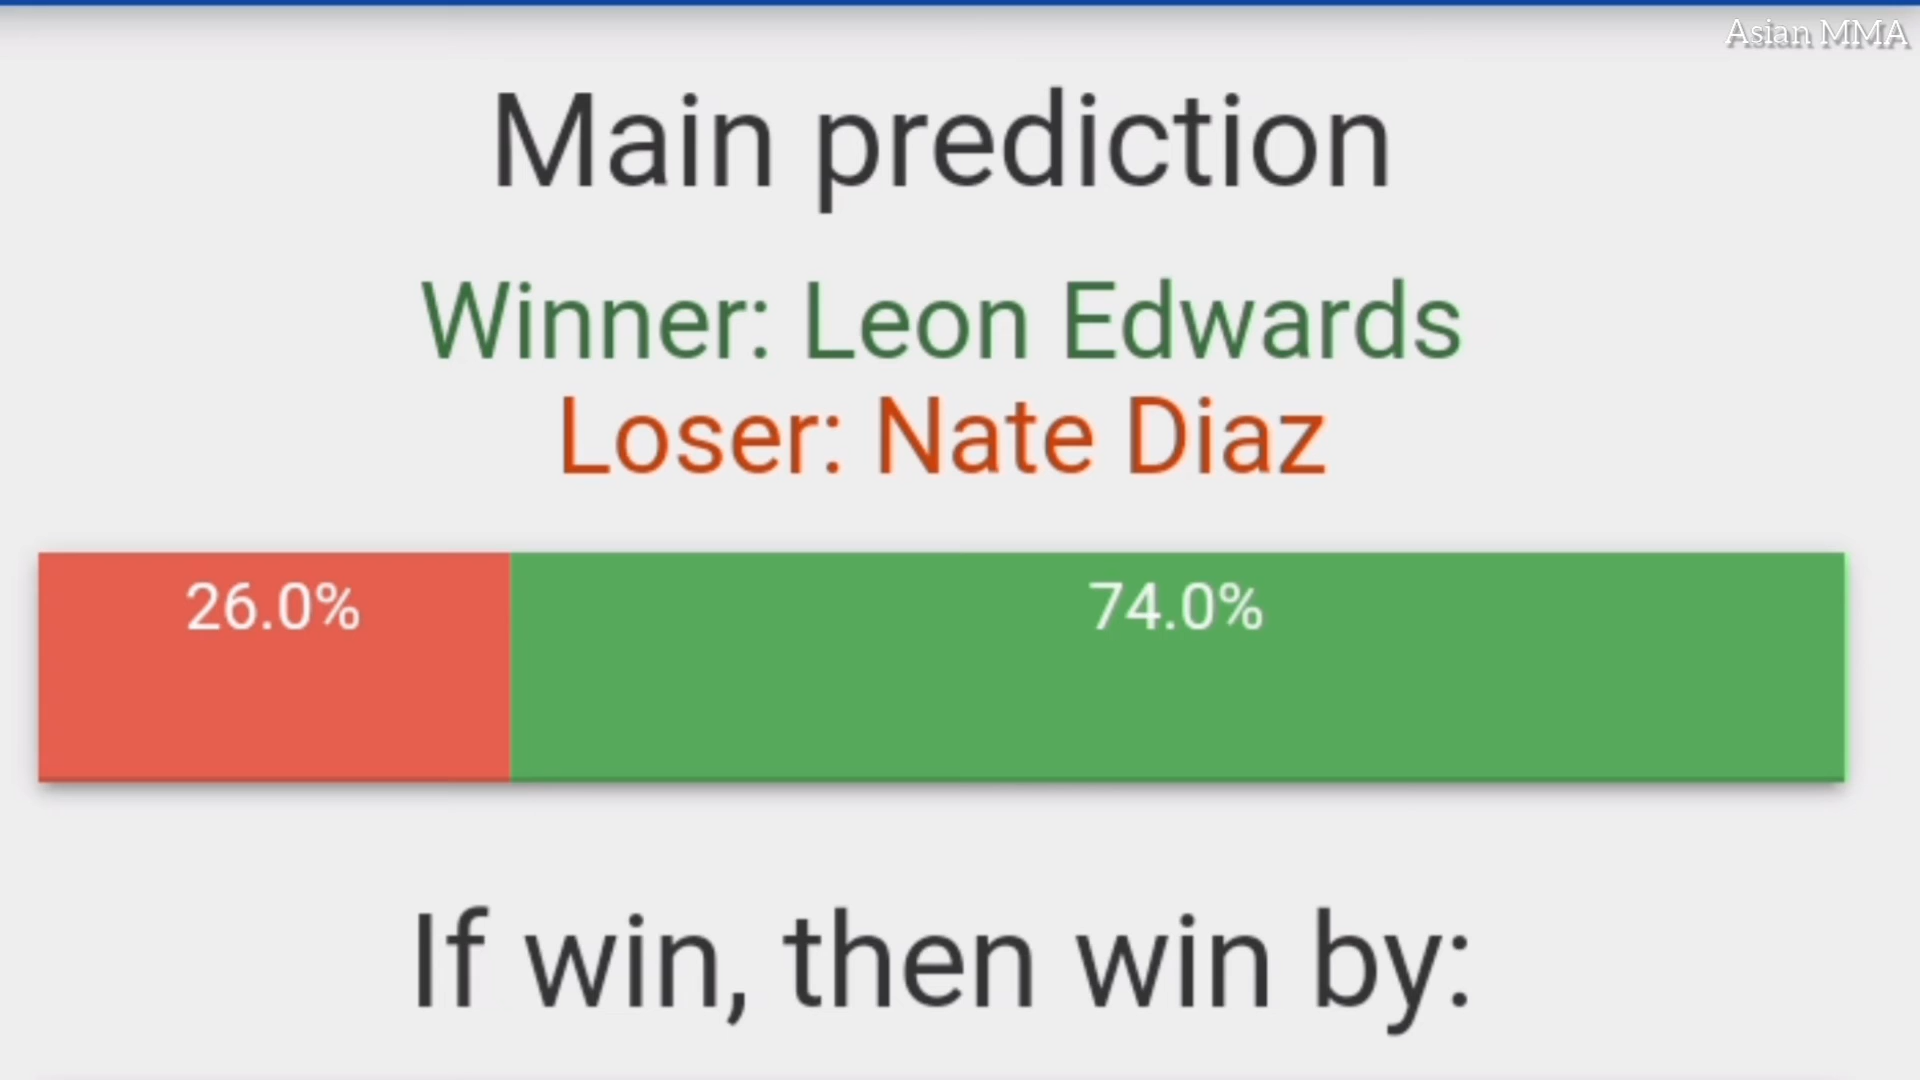 Asian MMA
Main prediction
Winner: Leon Edwards
Loser: Nate Diaz
26.0% 74.0%
If win, then win by: